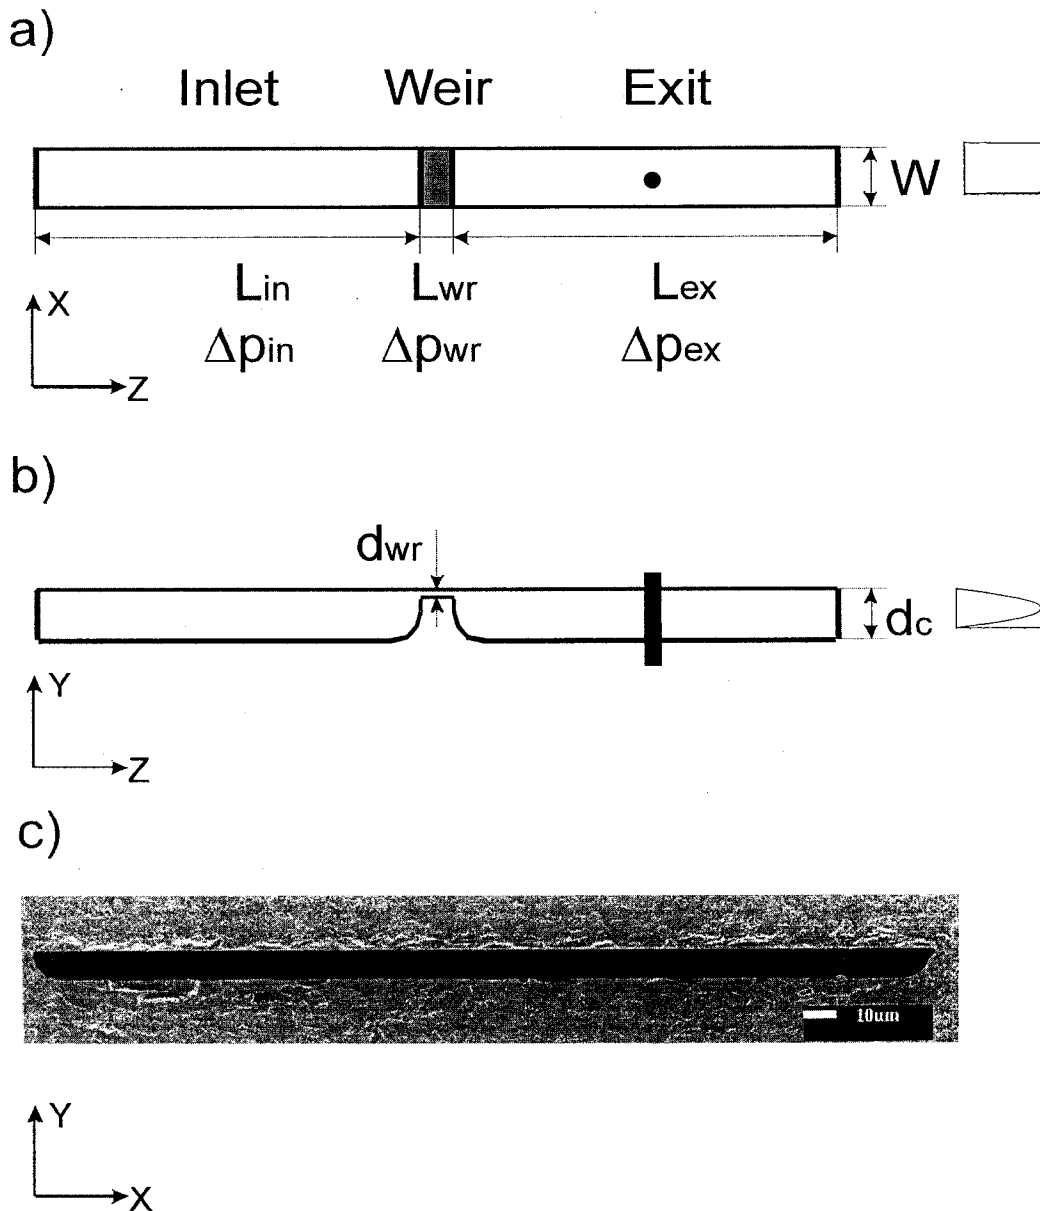 a)
Inlet Weir Exit
W
Lin Lwr Lex
Δpin Δpwr Δpex
X
Z
b)
dwr
dc
Y
Z
c)
10um
Y
X